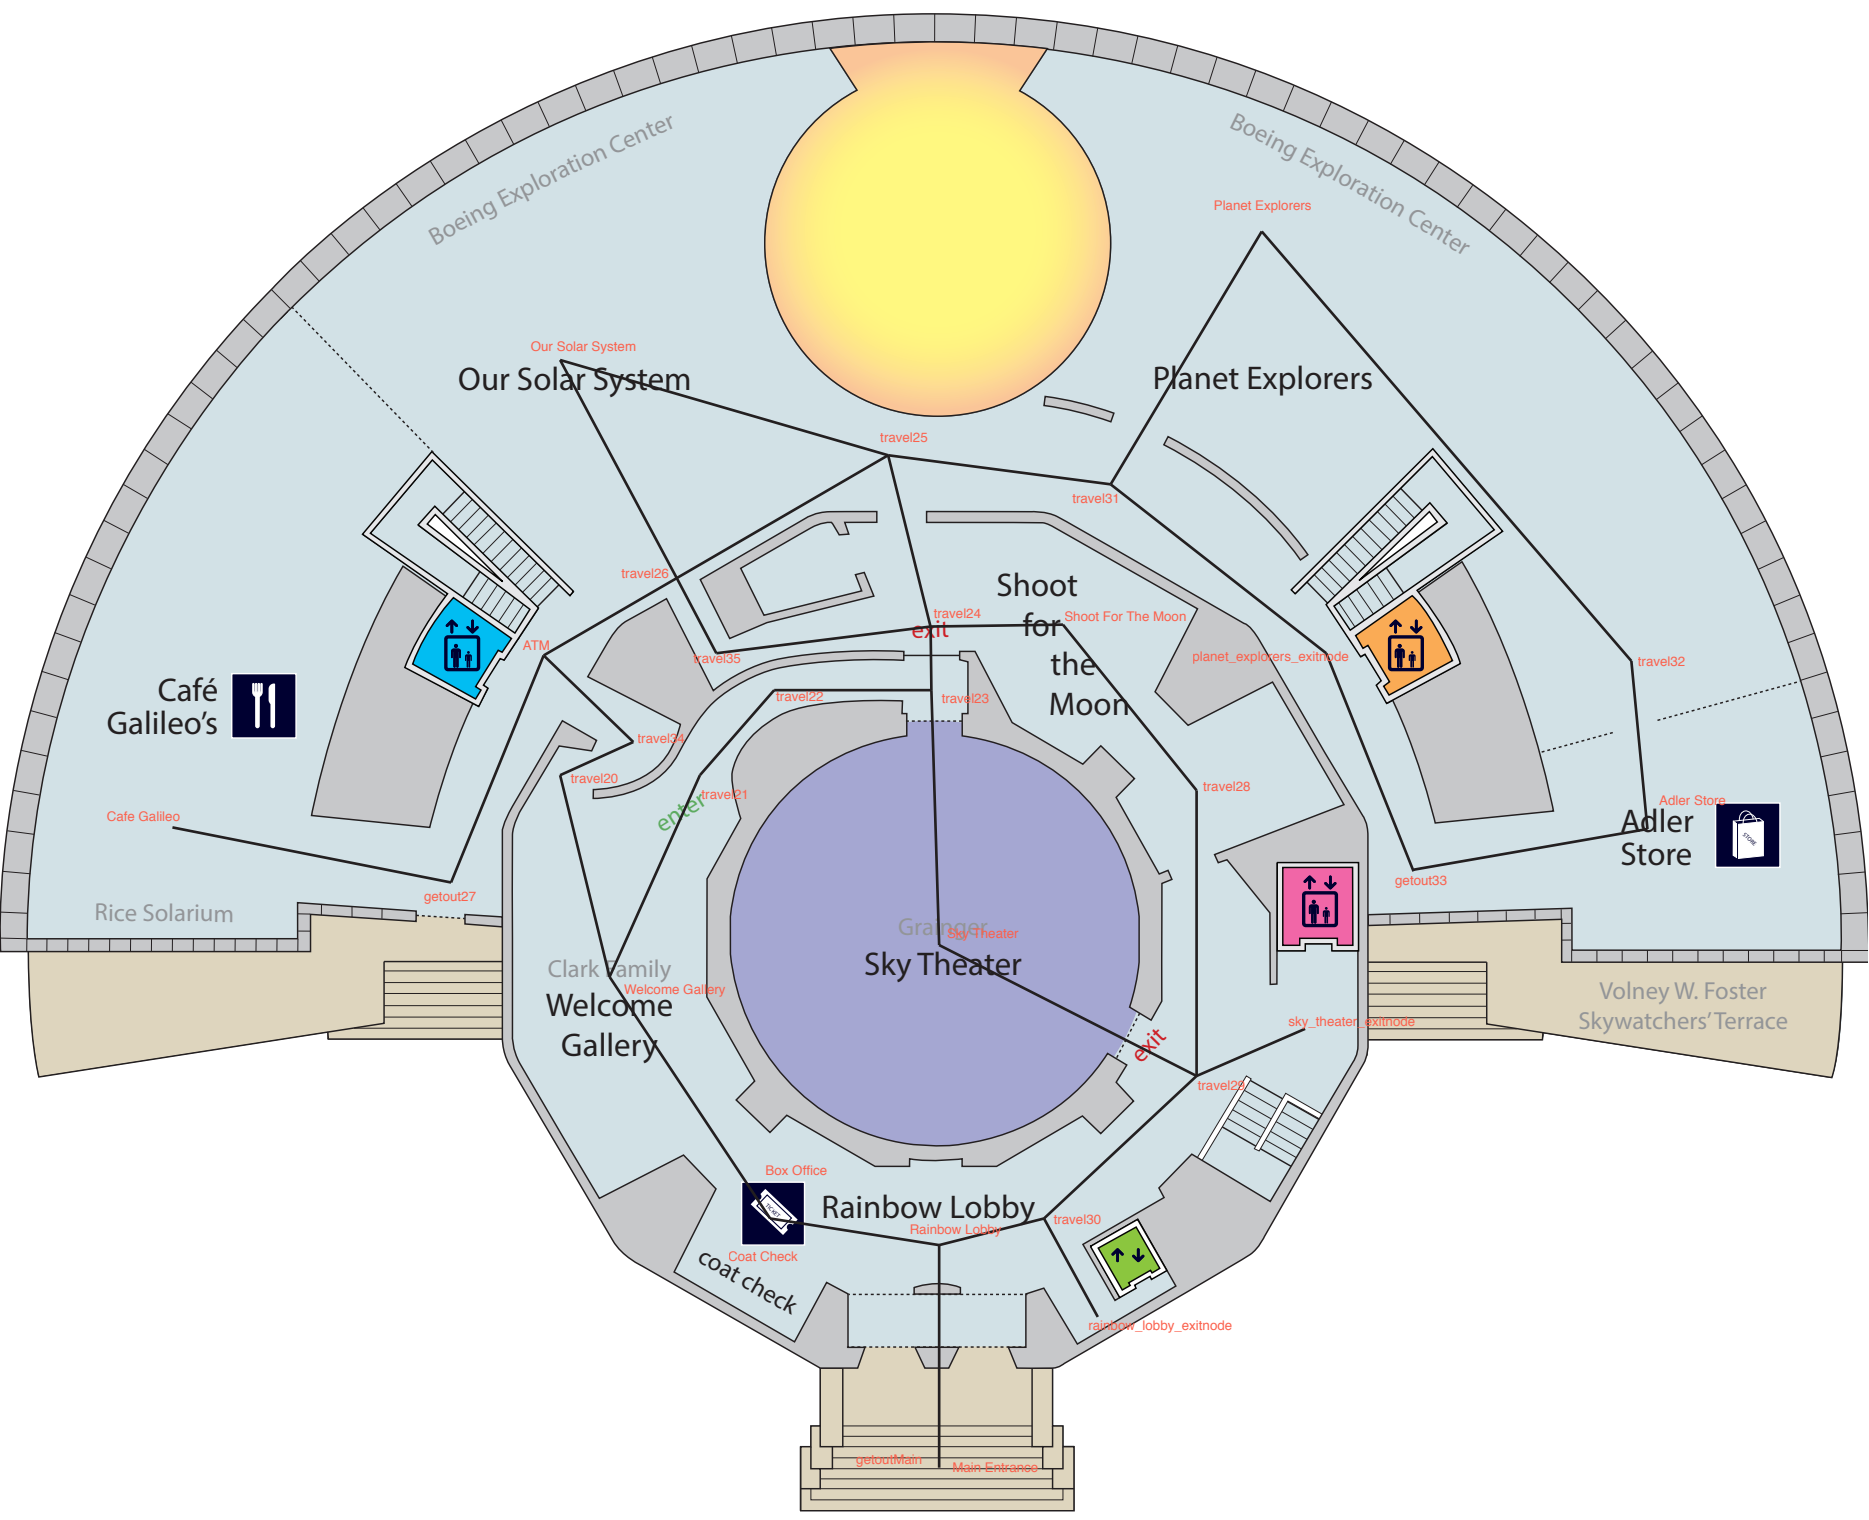 Boeing Exploration Center
Boeing Exploration Center
Planet Explorers
Our Solar System
Our Solar System
Planet Explorers
travel25
travel31
travel26
Shoot
for
the
Moon
travel24
Shoot For The Moon
exit
ATM
travel35
planet_explorers_exitnode
travel32
Café
Galileo's
travel22
travel23
travel34
travel20
travel21
enter
travel28
Cafe Galileo
Adler Store
Adler
Store
STORE
getout27
getout33
Rice Solarium
Grainger
Sky Theater
Sky Theater
Clark Family
Welcome Gallery
Welcome
Gallery
Volney W. Foster
Skywatchers' Terrace
sky_theater_exitnode
exit
travel29
Box Office
TICKET
Rainbow Lobby
Rainbow Lobby
travel30
Coat Check
coat check
rainbow_lobby_exitnode
getoutMain
Main Entrance